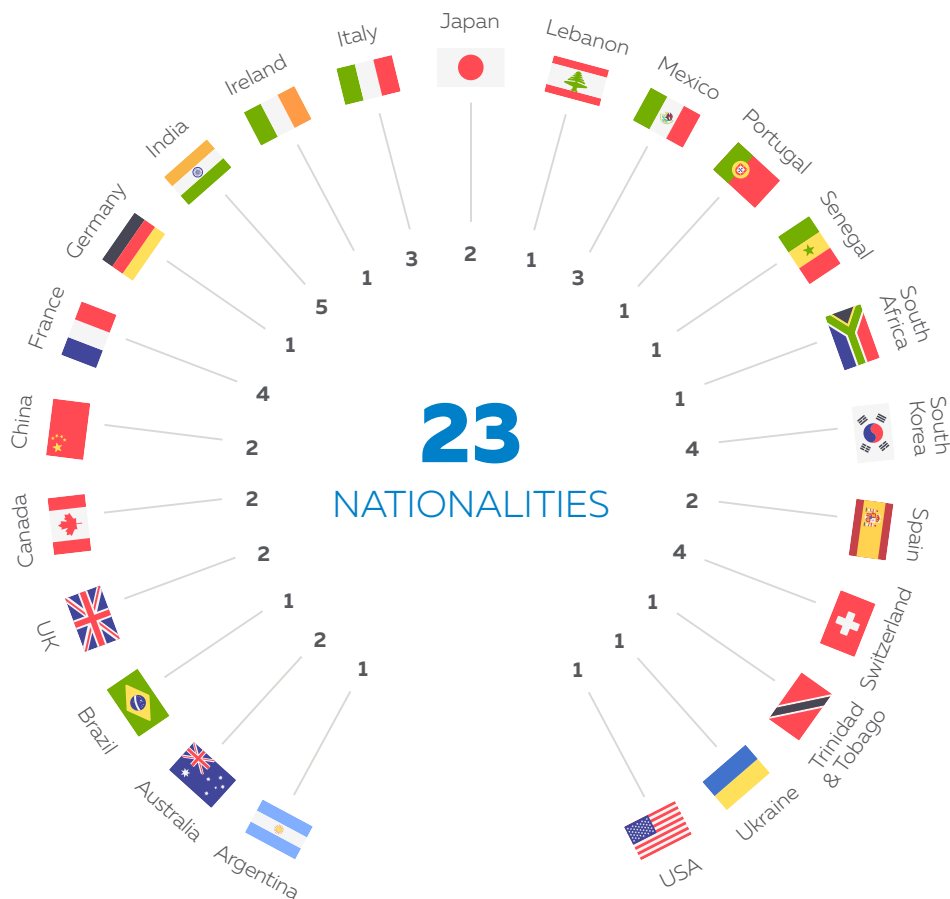 Japan
2
Lebanon
1
Mexico
3
Portugal
1
Senegal
1
South
Africa
1
South
Korea
4
Spain
2
Switzerland
4
Trinidad
& Tobago
1
Ukraine
1
USA
1
Argentina
1
Australia
2
Brazil
1
UK
2
Canada
2
China
2
France
4
Germany
1
India
5
Ireland
1
Italy
3
23
NATIONALITIES